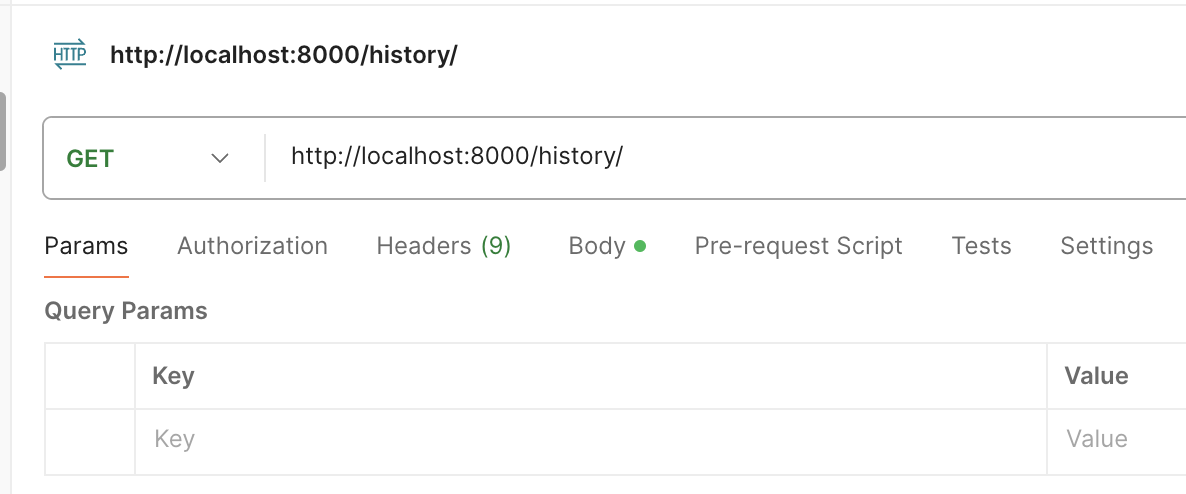 HTTP http://localhost:8000/history/
GET http://localhost:8000/history/
Params Authorization Headers (9) Body Pre-request Script Tests Settings
Query Params
Key Value
Key Value